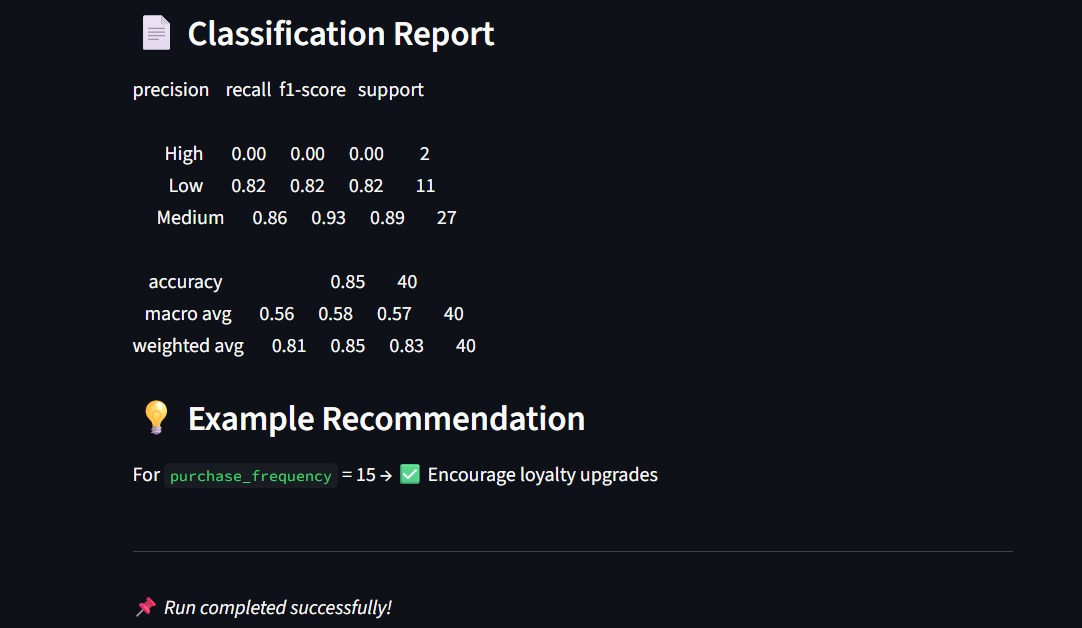 📄 Classification Report
precision recall f1-score support
High 0.00 0.00 0.00 2
Low 0.82 0.82 0.82 11
Medium 0.86 0.93 0.89 27
accuracy 0.85 40
macro avg 0.56 0.58 0.57 40
weighted avg 0.81 0.85 0.83 40
💡 Example Recommendation
For purchase_frequency = 15 → ✅ Encourage loyalty upgrades
📌 Run completed successfully!